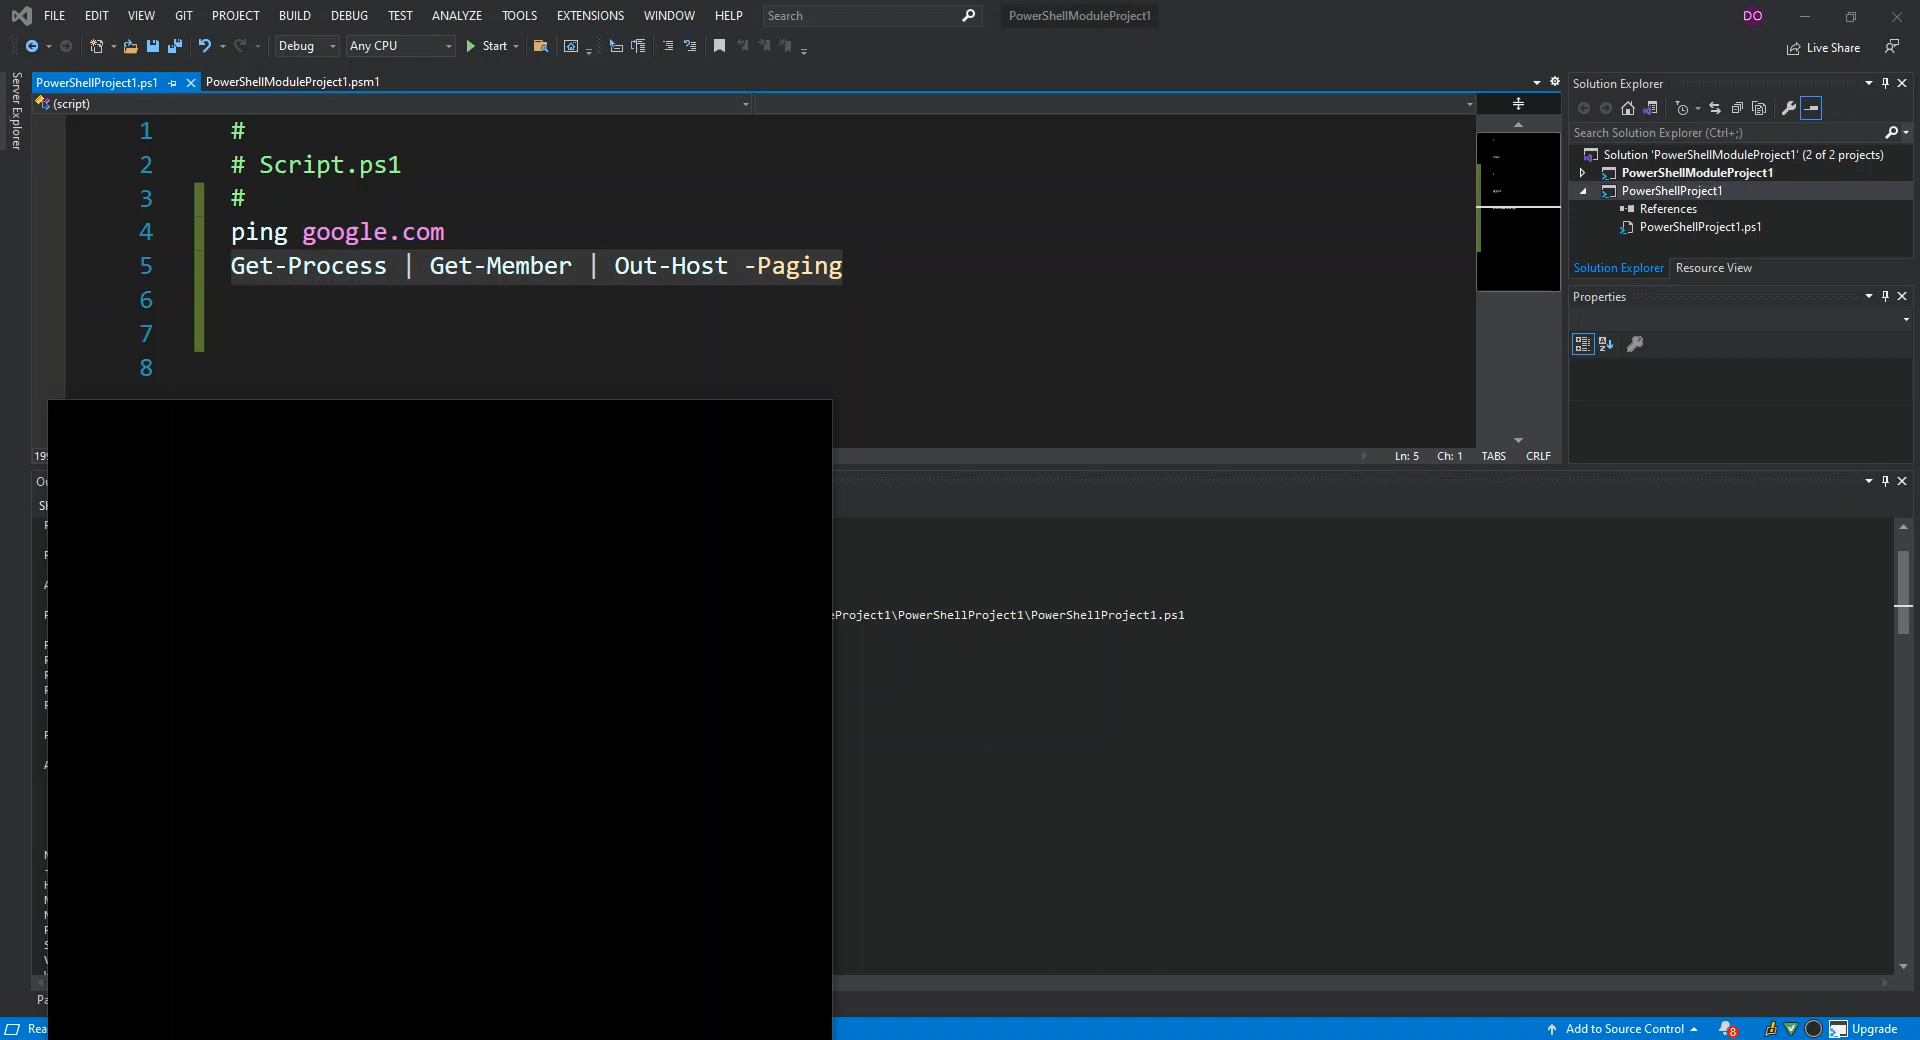 FILE EDIT VIEW GIT PROJECT BUILD DEBUG TEST ANALYZE TOOLS EXTENSIONS WINDOW HELP Search PowerShellModuleProject1 DO
Debug Any CPU Start Live Share
Server Explorer
PowerShellProject1.ps1 PowerShellModuleProject1.psm1
(script)
1 #
2 # Script.ps1
3 #
4 ping google.com
5 Get-Process | Get-Member | Out-Host -Paging
6
7
8
Ln: 5 Ch: 1 TABS CRLF
Solution Explorer
Search Solution Explorer (Ctrl+;)
Solution 'PowerShellModuleProject1' (2 of 2 projects)
PowerShellModuleProject1
PowerShellProject1
References
PowerShellProject1.ps1
Solution Explorer Resource View
Properties
Project1\PowerShellProject1\PowerShellProject1.ps1
Add to Source Control 8 Upgrade